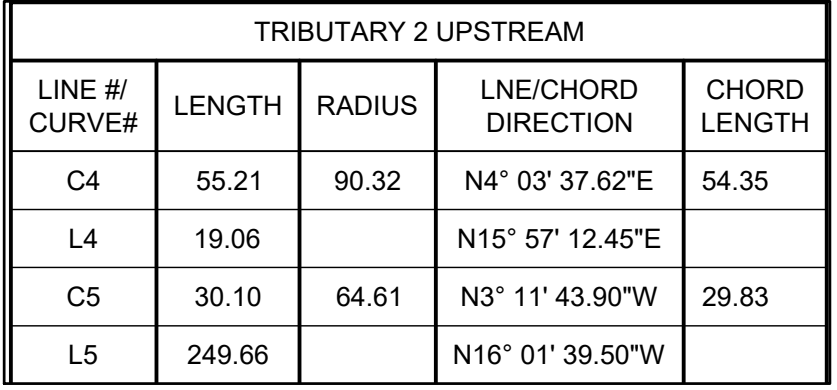 TRIBUTARY 2 UPSTREAM
LINE #/
CURVE#
LENGTH
RADIUS
LNE/CHORD
DIRECTION
CHORD
LENGTH
C4 55.21 90.32 N4° 03' 37.62"E 54.35
L4 19.06 N15° 57' 12.45"E
C5 30.10 64.61 N3° 11' 43.90"W 29.83
L5 249.66 N16° 01' 39.50"W